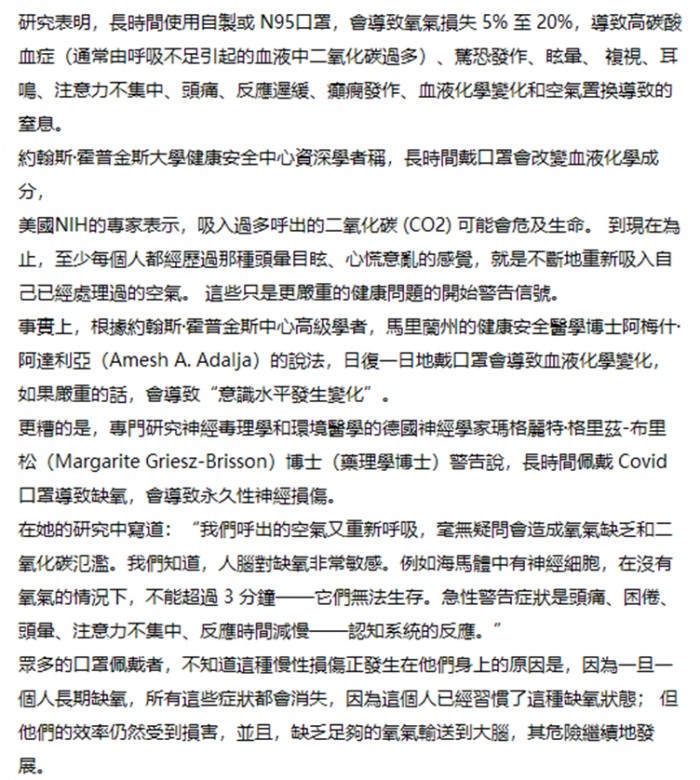 研究表明，長時間使用自製或 N95口罩，會導致氧氣損失 5% 至 20%，導致高碳酸
血症（通常由呼吸不足引起的血液中二氧化碳過多）、驚恐發作、眩暈、 複視、耳
鳴、注意力不集中、頭痛、反應遲緩、癲癇發作、血液化學變化和空氣置換導致的
窒息。
約翰斯·霍普金斯大學健康安全中心資深學者稱，長時間戴口罩會改變血液化學成
分，
美國NIH的專家表示，吸入過多呼出的二氧化碳 (CO2) 可能會危及生命。 到現在為
止，至少每個人都經歷過那種頭暈目眩、心慌意亂的感覺，就是不斷地重新吸入自
己已經處理過的空氣。 這些只是更嚴重的健康問題的開始警告信號。
事實上，根據約翰斯·霍普金斯中心高級學者，馬里蘭州的健康安全醫學博士阿梅什·
阿達利亞（Amesh A. Adalja）的說法，日復一日地戴口罩會導致血液化學變化，
如果嚴重的話，會導致“意識水平發生變化”。
更糟的是，專門研究神經毒理學和環境醫學的德國神經學家瑪格麗特·格里茲-布里
松（Margarite Griesz-Brisson）博士（藥理學博士）警告說，長時間佩戴 Covid
口罩導致缺氧，會導致永久性神經損傷。
在她的研究中寫道：“我們呼出的空氣又重新呼吸，毫無疑問會造成氧氣缺乏和二
氧化碳氾濫。我們知道，人腦對缺氧非常敏感。例如海馬體中有神經細胞，在沒有
氧氣的情況下，不能超過 3 分鐘——它們無法生存。急性警告症狀是頭痛、困倦、
頭暈、注意力不集中、反應時間減慢——認知系統的反應。”
眾多的口罩佩戴者，不知道這種慢性損傷正發生在他們身上的原因是，因為一旦一
個人長期缺氧，所有這些症狀都會消失，因為這個人已經習慣了這種缺氧狀態； 但
他們的效率仍然受到損害，並且，缺乏足夠的氧氣輸送到大腦，其危險繼續地發
展。